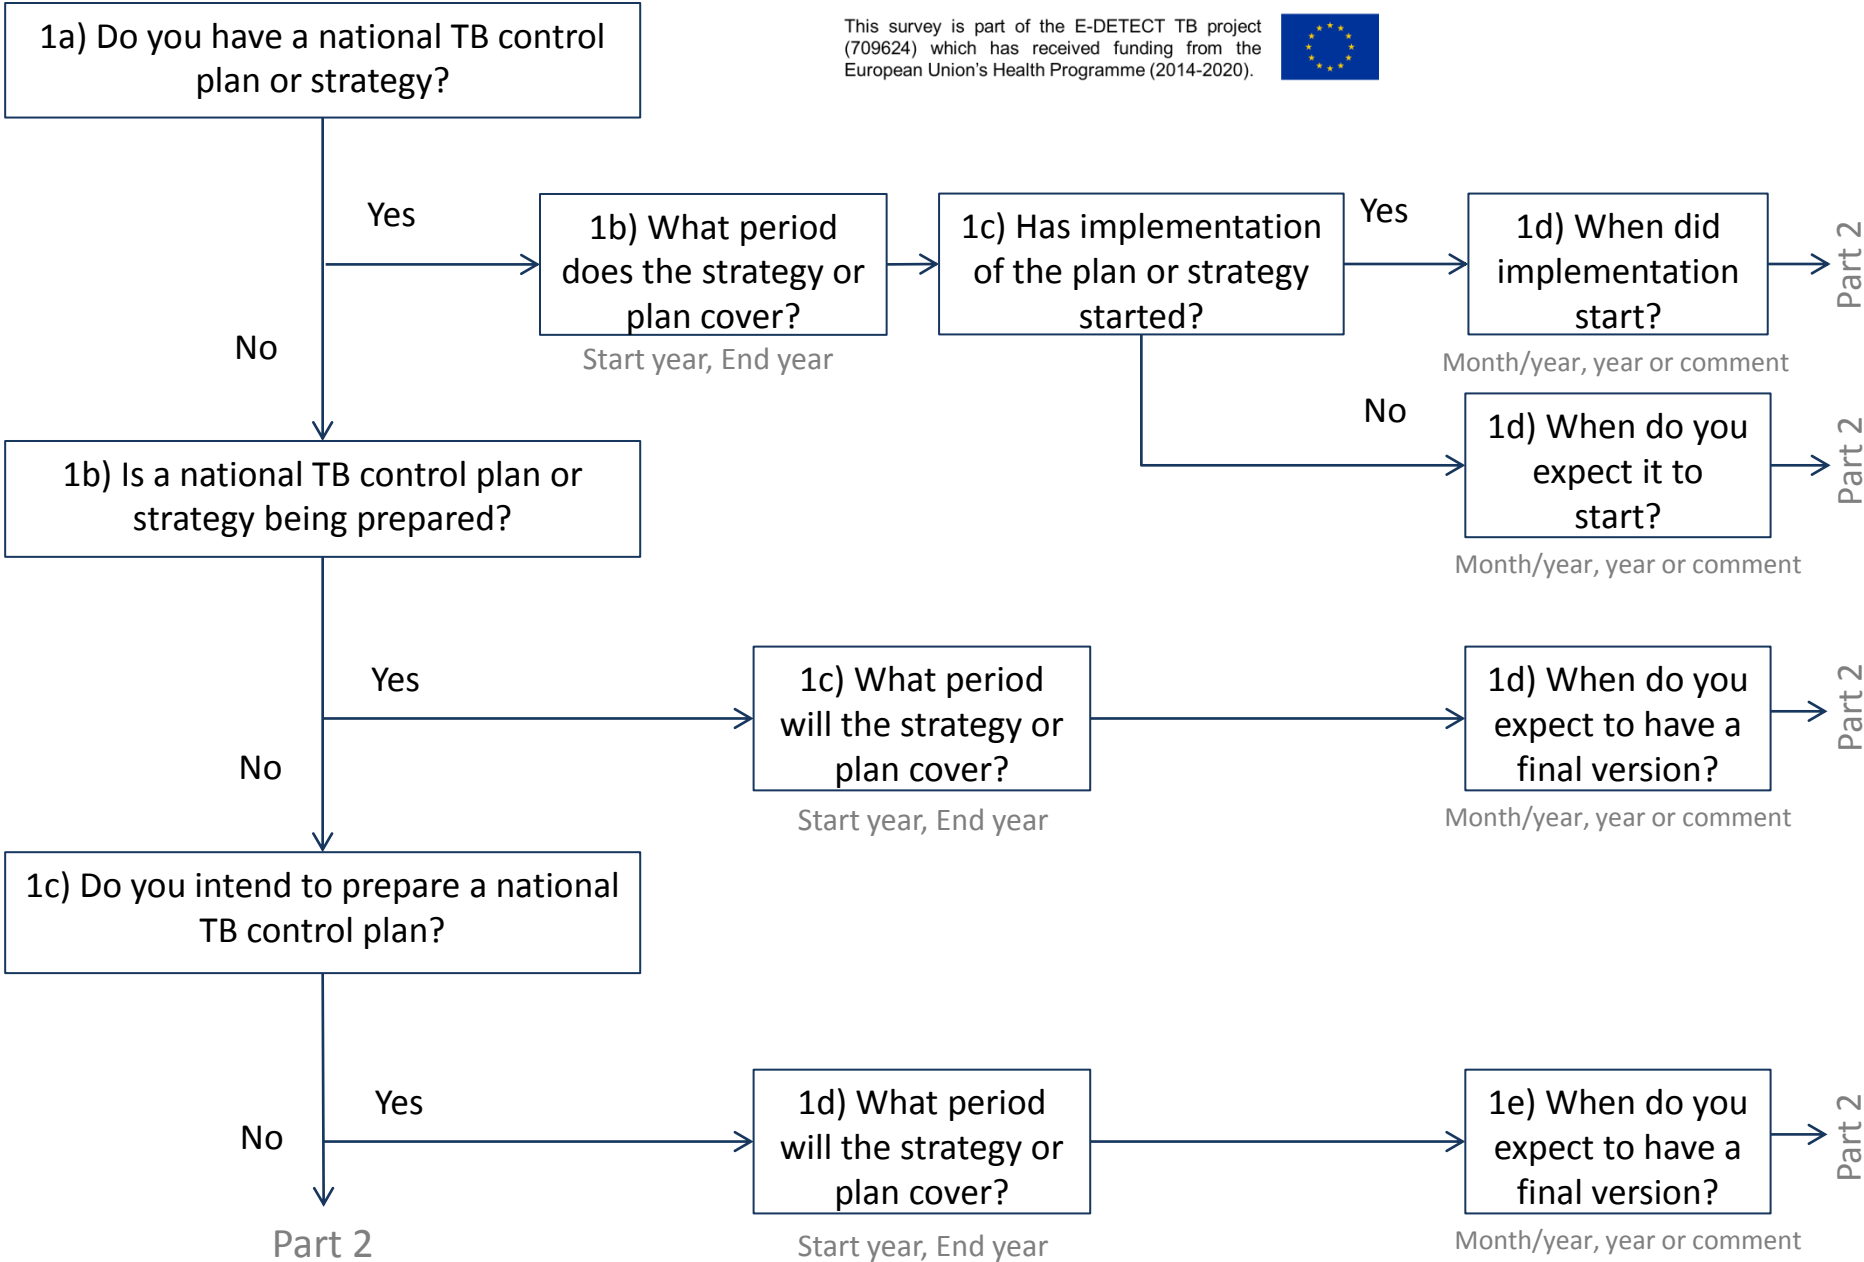 1a) Do you have a national TB control
plan or strategy?
This survey is part of the E-DETECT TB project
(709624) which has received funding from the
European Union's Health Programme (2014-2020).
Yes
1b) What period
does the strategy or
plan cover?
Start year, End year
1c) Has implementation
of the plan or strategy
started?
Yes
1d) When did
implementation
start?
Month/year, year or comment
Part 2
No
No
1d) When do you
expect it to
start?
Month/year, year or comment
Part 2
1b) Is a national TB control plan or
strategy being prepared?
Yes
1c) What period
will the strategy or
plan cover?
Start year, End year
1d) When do you
expect to have a
final version?
Month/year, year or comment
Part 2
No
1c) Do you intend to prepare a national
TB control plan?
Yes
1d) What period
will the strategy or
plan cover?
Start year, End year
1e) When do you
expect to have a
final version?
Month/year, year or comment
Part 2
No
Part 2